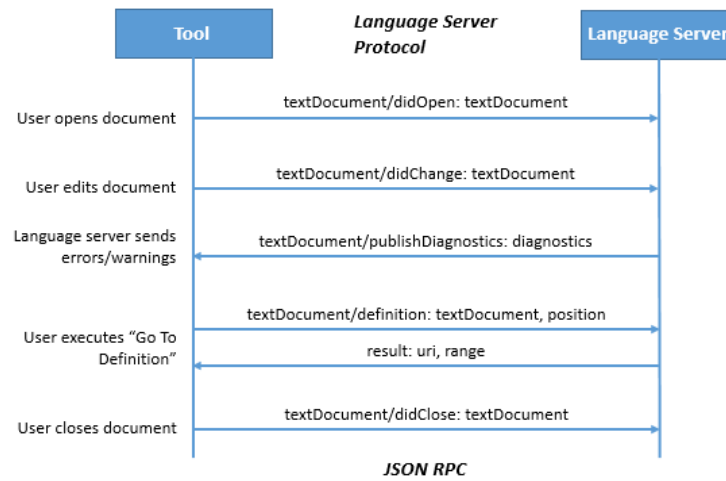 Tool
Language Server
Protocol
Language Server
User opens document
textDocument/didOpen: textDocument
User edits document
textDocument/didChange: textDocument
Language server sends
errors/warnings
textDocument/publishDiagnostics: diagnostics
User executes “Go To
Definition”
textDocument/definition: textDocument, position
result: uri, range
User closes document
textDocument/didClose: textDocument
JSON RPC